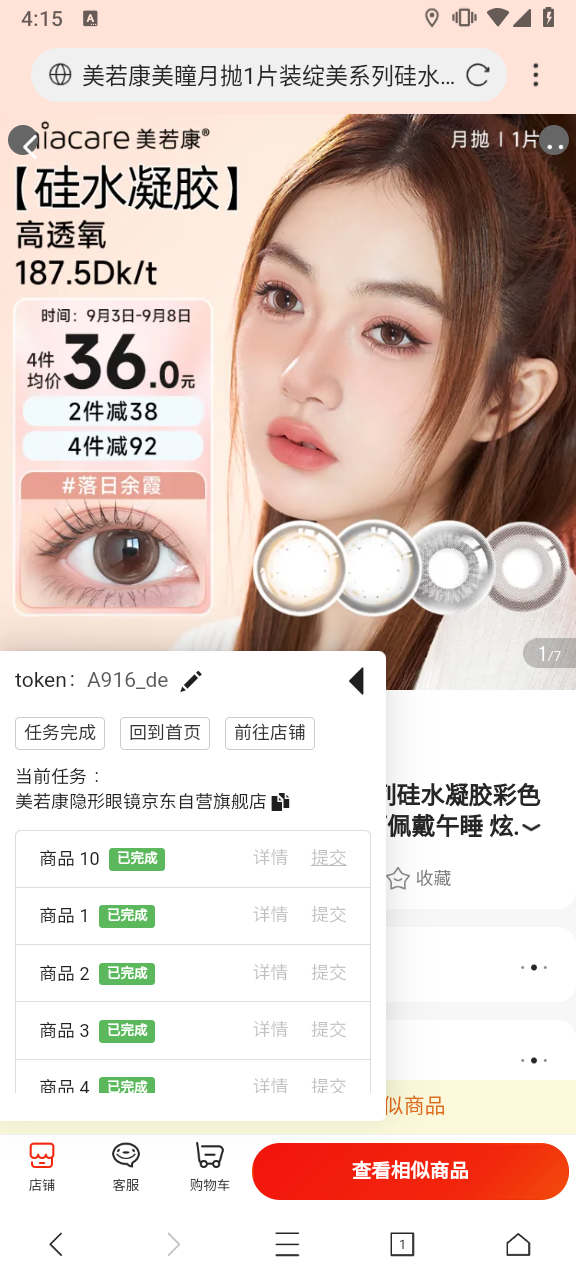 4:15
美若康美瞳月抛1片装绽美系列硅水...
miacare 美若康®
月抛 | 1片
【硅水凝胶】
高透氧
187.5Dk/t
时间：9月3日-9月8日
4件均价36.0元
2件减38
4件减92
#落日余霞
1/7
token： A916_de
任务完成 回到首页 前往店铺
当前任务：
美若康隐形眼镜京东自营旗舰店
列硅水凝胶彩色
佩戴午睡 炫.
收藏
商品 10 已完成 详情 提交
商品 1 已完成 详情 提交
商品 2 已完成 详情 提交
商品 3 已完成 详情 提交
商品 4 已完成 详情 提交
似商品
店铺 客服 购物车 查看相似商品
1